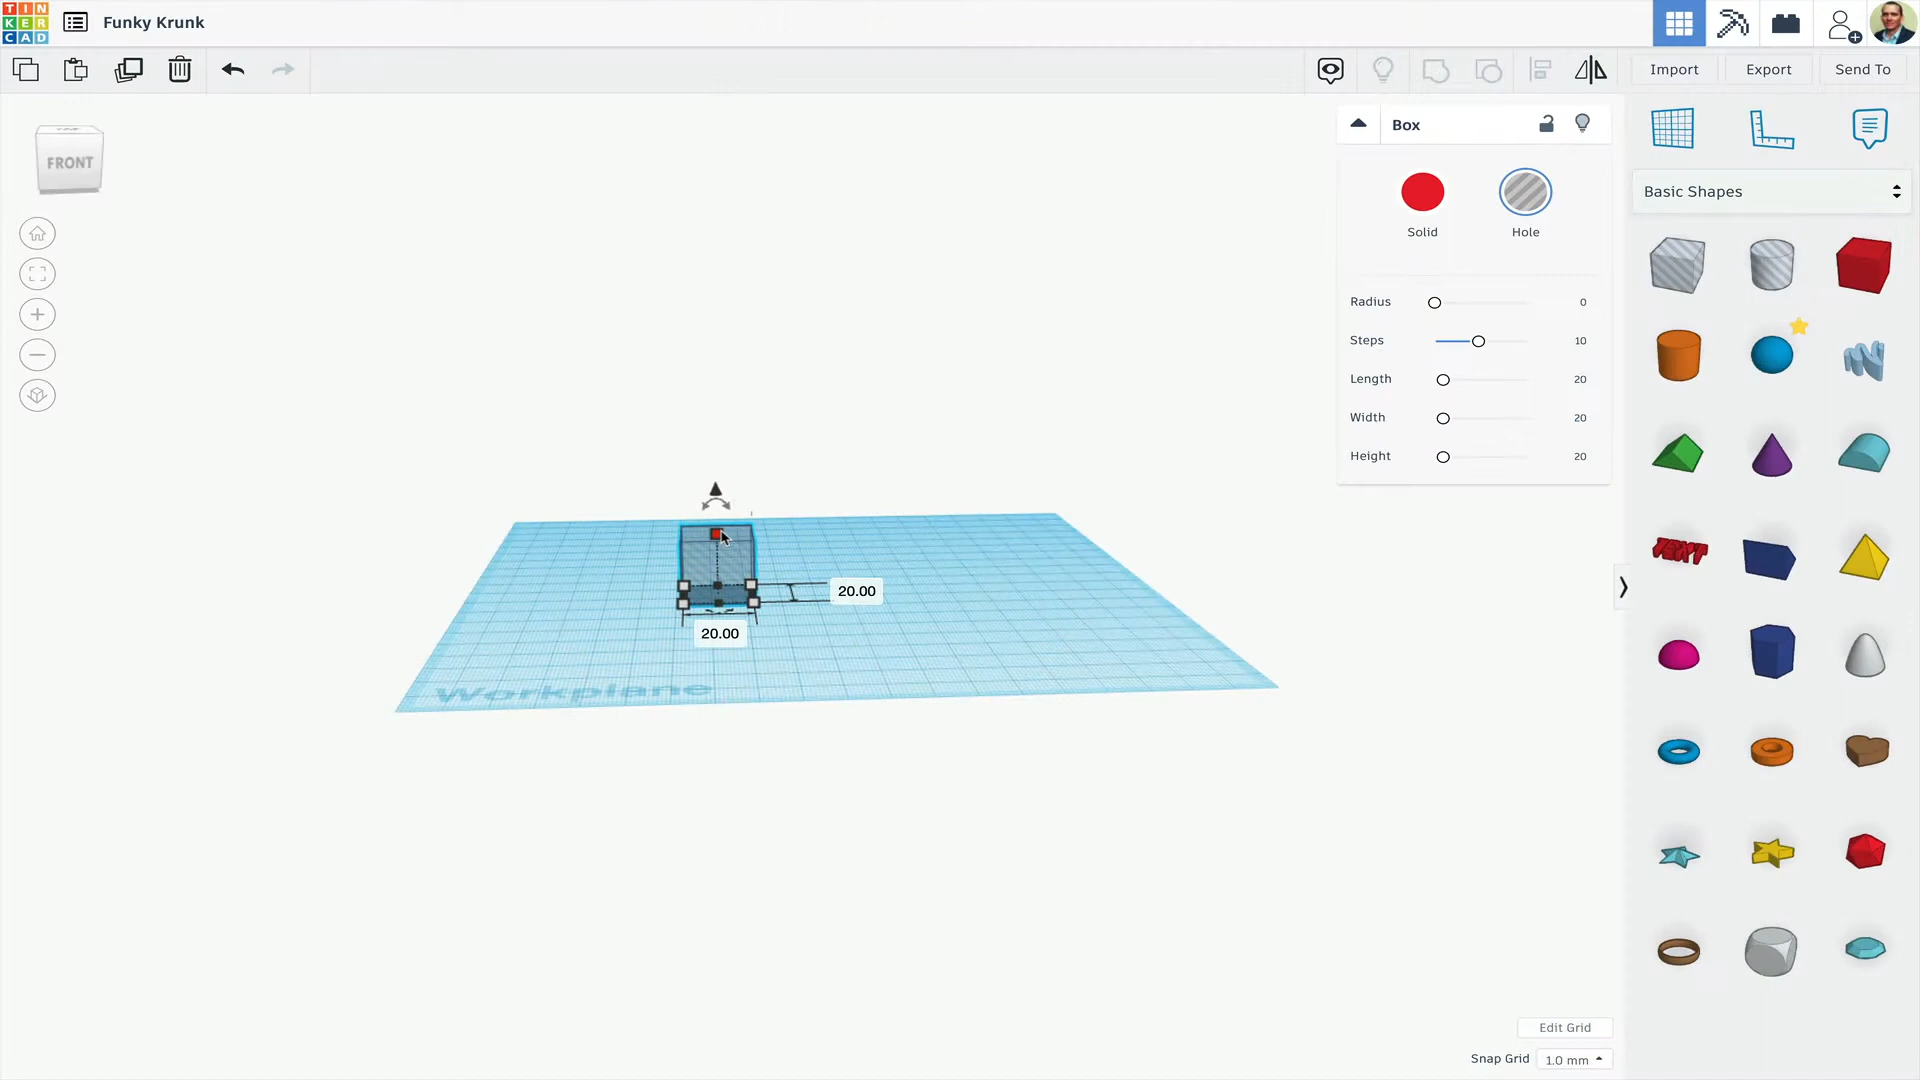 TIN
KER
CAD
Funky Krunk
Import
Export
Send To
FRONT
Box
Solid
Hole
Radius
0
Steps
10
Length
20
Width
20
Height
20
Basic Shapes
TEXT
20.00
20.00
Workplane
Edit Grid
Snap Grid
1.0 mm